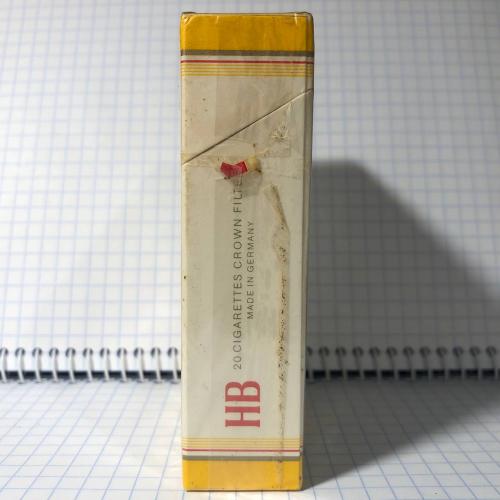 HB
20 CIGARETTES CROWN FILTER
MADE IN GERMANY